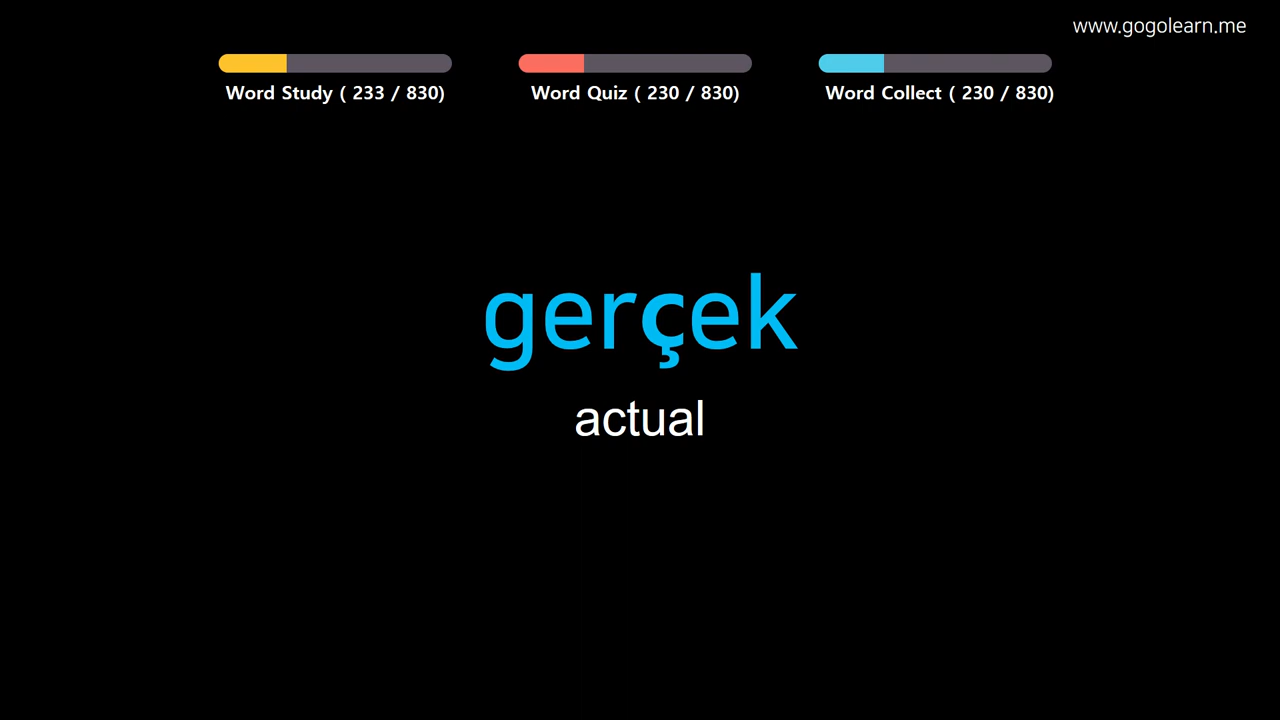 www.gogolearn.me
Word Study ( 233 / 830)
Word Quiz ( 230 / 830)
Word Collect ( 230 / 830)
gerçek
actual